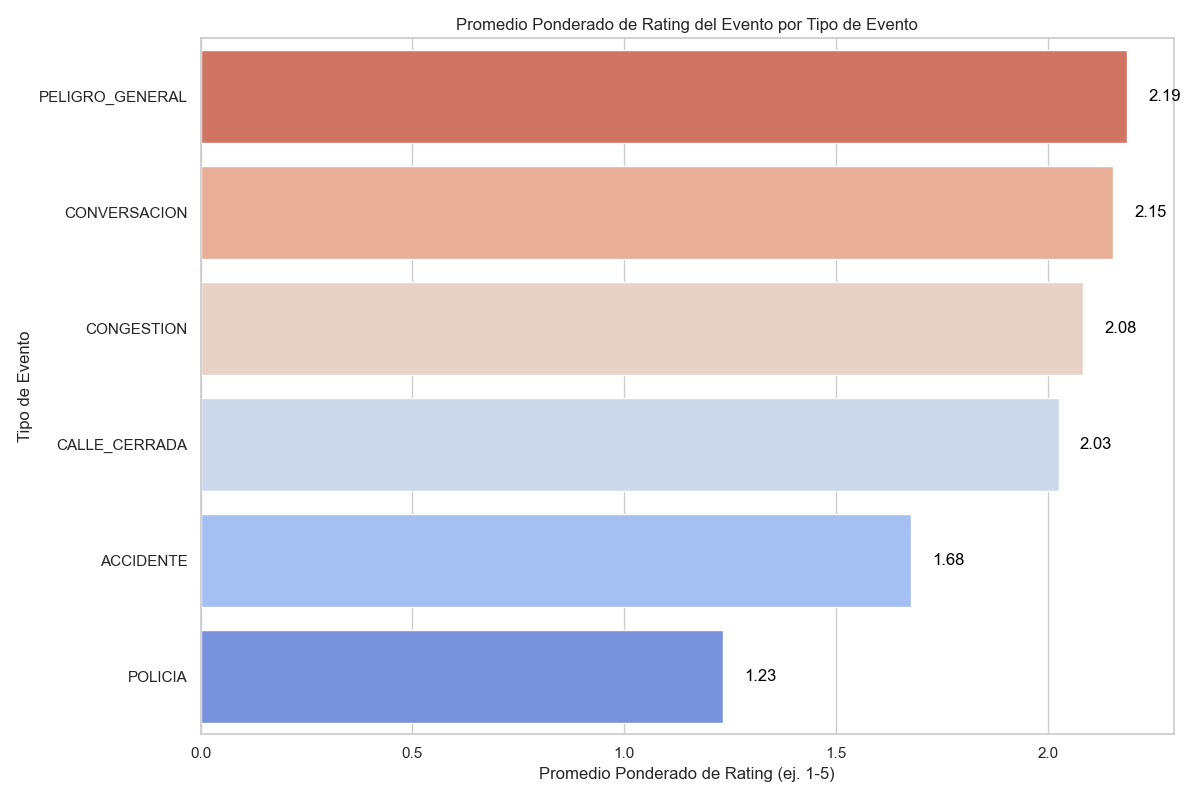 Promedio Ponderado de Rating del Evento por Tipo de Evento
PELIGRO_GENERAL
2.19
CONVERSACION
2.15
CONGESTION
2.08
CALLE_CERRADA
2.03
ACCIDENTE
1.68
POLICIA
1.23
Tipo de Evento
0.0 0.5 1.0 1.5 2.0
Promedio Ponderado de Rating (ej. 1-5)